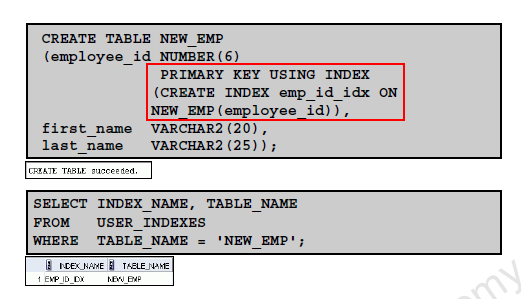 CREATE TABLE NEW_EMP
(employee_id NUMBER(6)
PRIMARY KEY USING INDEX
(CREATE INDEX emp_id_idx ON
NEW_EMP(employee_id)),
first_name VARCHAR2(20),
last_name VARCHAR2(25));
CREATE TABLE succeeded.
SELECT INDEX_NAME, TABLE_NAME
FROM USER_INDEXES
WHERE TABLE_NAME = 'NEW_EMP';
INDEX_NAME TABLE_NAME
1 EMP_ID_IDX NEW_EMP